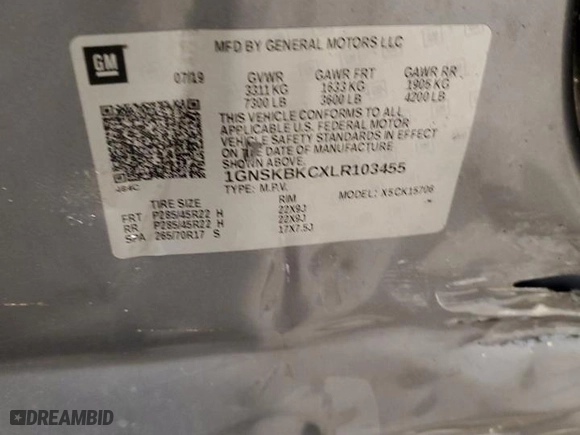 GM
MFD BY GENERAL MOTORS LLC
07/19 GVWR GAWR FRT GAWR RR
3311 KG 1633 KG 1905 KG
7300 LB 3600 LB 4200 LB
THIS VEHICLE CONFORMS TO ALL
APPLICABLE U.S. FEDERAL MOTOR
VEHICLE SAFETY STANDARDS IN EFFECT
ON THE DATE OF MANUFACTURE
SHOWN ABOVE.
1GNSKBKCXLR103455
TYPE: M.P.V. MODEL: X5CK15706
TIRE SIZE RIM
FRT P285/45R22 H 22X9J
RR P285/45R22 H 22X9J
SPA 265/70R17 S 17X7.5J
DREAMBID